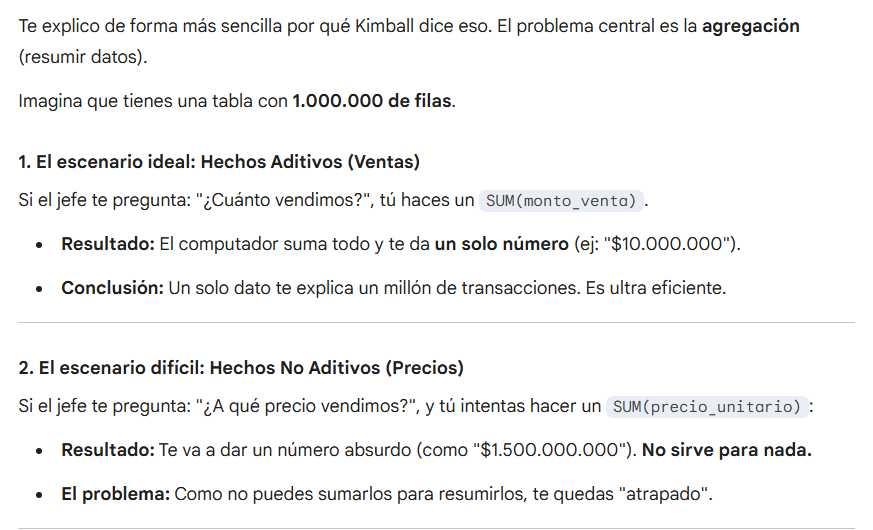 Te explico de forma más sencilla por qué Kimball dice eso. El problema central es la agregación
(resumir datos).
Imagina que tienes una tabla con 1.000.000 de filas.
1. El escenario ideal: Hechos Aditivos (Ventas)
Si el jefe te pregunta: "¿Cuánto vendimos?", tú haces un SUM(monto_venta) .
• Resultado: El computador suma todo y te da un solo número (ej: "$10.000.000").
• Conclusión: Un solo dato te explica un millón de transacciones. Es ultra eficiente.
2. El escenario difícil: Hechos No Aditivos (Precios)
Si el jefe te pregunta: "¿A qué precio vendimos?", y tú intentas hacer un SUM(precio_unitario) :
• Resultado: Te va a dar un número absurdo (como "$1.500.000.000"). No sirve para nada.
• El problema: Como no puedes sumarlos para resumirlos, te quedas "atrapado".